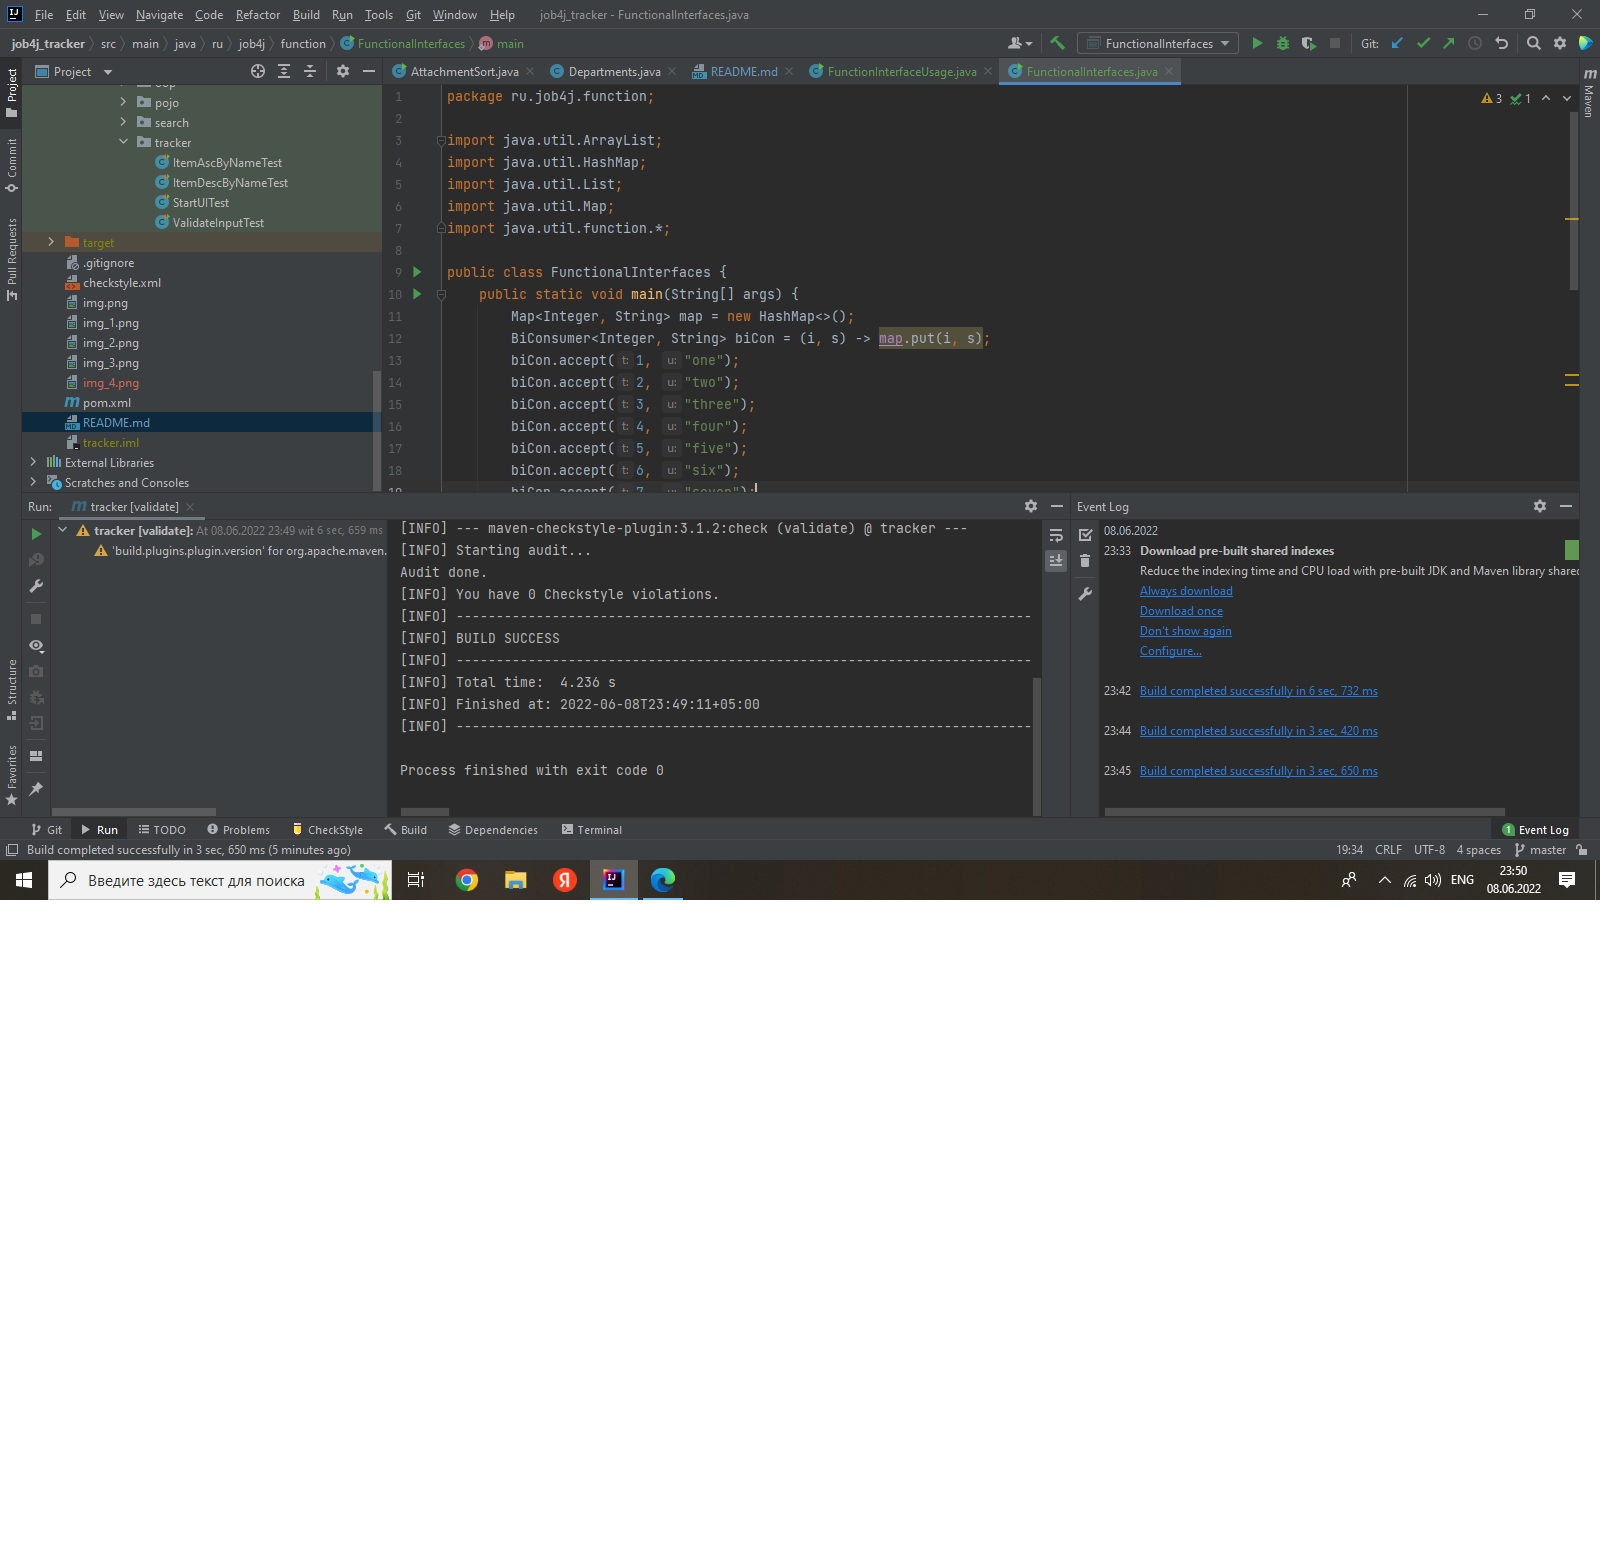 File Edit View Navigate Code Refactor Build Run Tools Git Window Help job4j_tracker - FunctionalInterfaces.java
job4j_tracker src main java ru job4j function FunctionalInterfaces main FunctionalInterfaces Git:
Project
AttachmentSort.java Departments.java README.md FunctionInterfaceUsage.java FunctionalInterfaces.java
Project
Commit
Pull Requests
Structure
Favorites
Maven
pojo
search
tracker
ItemAscByNameTest
ItemDescByNameTest
StartUITest
ValidateInputTest
target
.gitignore
checkstyle.xml
img.png
img_1.png
img_2.png
img_3.png
img_4.png
pom.xml
README.md
tracker.iml
External Libraries
Scratches and Consoles
3 1
1 package ru.job4j.function;
2
3 import java.util.ArrayList;
4 import java.util.HashMap;
5 import java.util.List;
6 import java.util.Map;
7 import java.util.function.*;
8
9 public class FunctionalInterfaces {
10 public static void main(String[] args) {
11 Map<Integer, String> map = new HashMap<>();
12 BiConsumer<Integer, String> biCon = (i, s) -> map.put(i, s);
13 biCon.accept( t: 1, u: "one");
14 biCon.accept( t: 2, u: "two");
15 biCon.accept( t: 3, u: "three");
16 biCon.accept( t: 4, u: "four");
17 biCon.accept( t: 5, u: "five");
18 biCon.accept( t: 6, u: "six");
19 biCon.accept( t: 7, u: "seven");
Run: tracker [validate]
tracker [validate]: At 08.06.2022 23:49 wit 6 sec, 659 ms
'build.plugins.plugin.version' for org.apache.maven.
[INFO] --- maven-checkstyle-plugin:3.1.2:check (validate) @ tracker ---
[INFO] Starting audit...
Audit done.
[INFO] You have 0 Checkstyle violations.
[INFO] ------------------------------------------------------------------------
[INFO] BUILD SUCCESS
[INFO] ------------------------------------------------------------------------
[INFO] Total time:  4.236 s
[INFO] Finished at: 2022-06-08T23:49:11+05:00
[INFO] ------------------------------------------------------------------------
Process finished with exit code 0
Event Log
08.06.2022
23:33 Download pre-built shared indexes
Reduce the indexing time and CPU load with pre-built JDK and Maven library shared
Always download
Download once
Don't show again
Configure...
23:42 Build completed successfully in 6 sec, 732 ms
23:44 Build completed successfully in 3 sec, 420 ms
23:45 Build completed successfully in 3 sec, 650 ms
Git Run TODO Problems CheckStyle Build Dependencies Terminal 1 Event Log
Build completed successfully in 3 sec, 650 ms (5 minutes ago) 19:34 CRLF UTF-8 4 spaces master
Введите здесь текст для поиска
ENG
23:50
08.06.2022